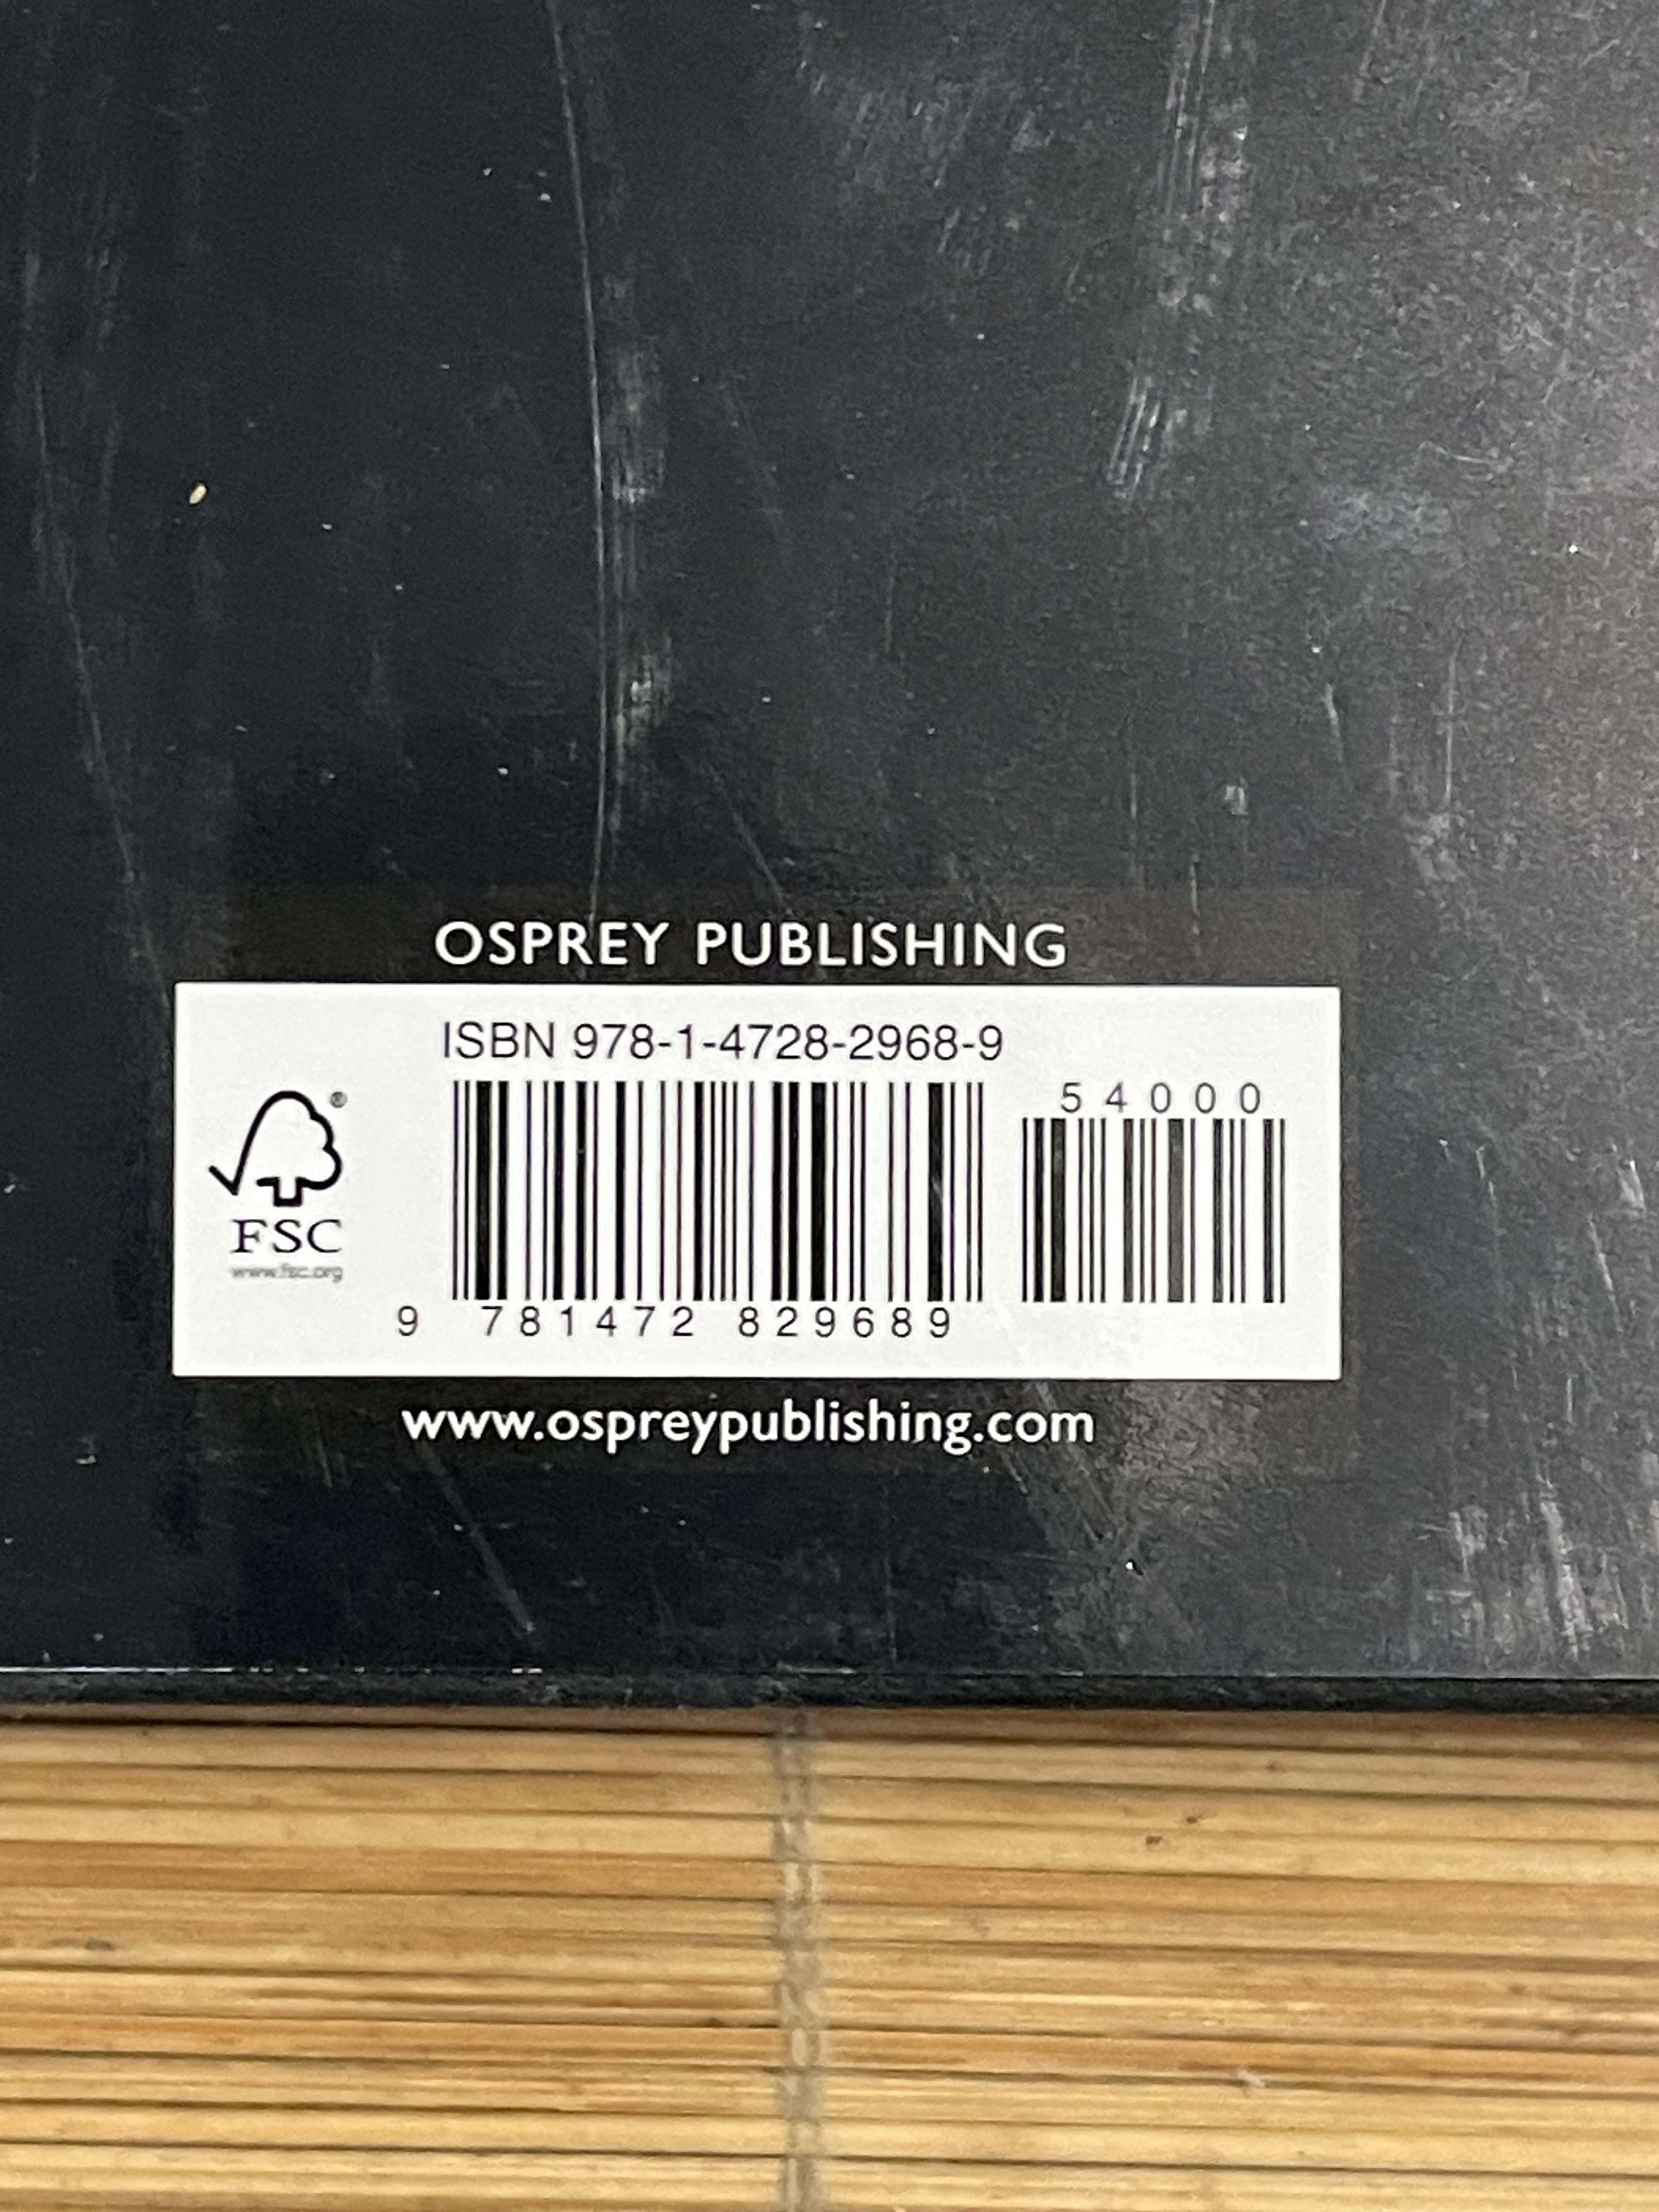 OSPREY PUBLISHING
ISBN 978-1-4728-2968-9
54000
®
FSC
www.fsc.org
9 781472 829689
www.ospreypublishing.com